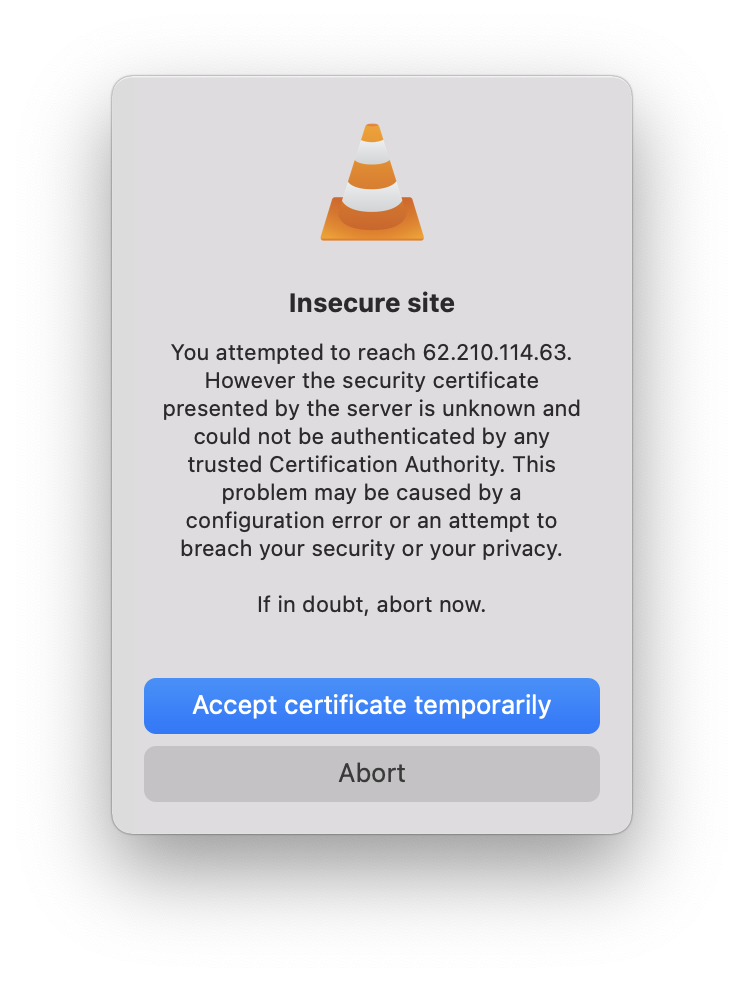 Insecure site
You attempted to reach 62.210.114.63.
However the security certificate
presented by the server is unknown and
could not be authenticated by any
trusted Certification Authority. This
problem may be caused by a
configuration error or an attempt to
breach your security or your privacy.
If in doubt, abort now.
Accept certificate temporarily
Abort